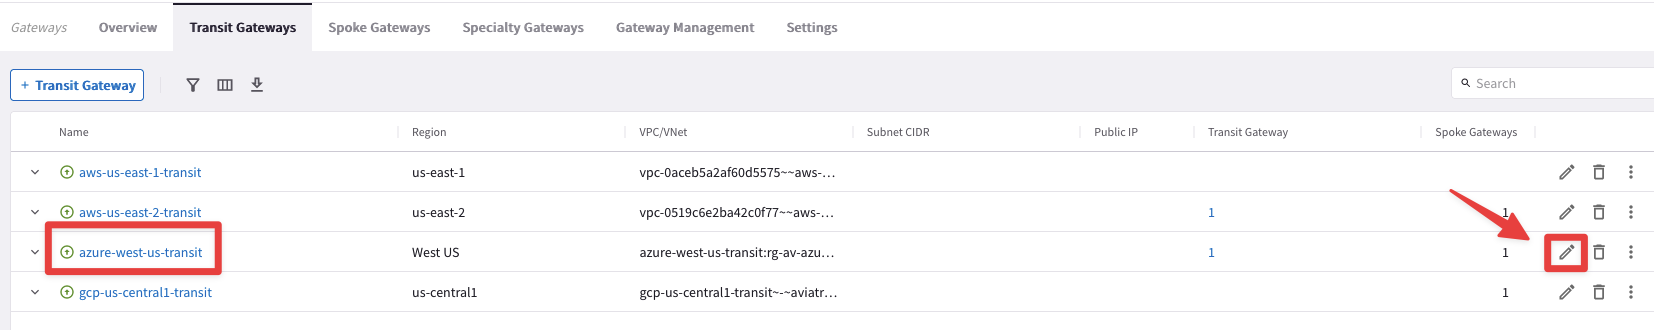 Gateways Overview Transit Gateways Spoke Gateways Specialty Gateways Gateway Management Settings
+ Transit Gateway Search
Name Region VPC/VNet Subnet CIDR Public IP Transit Gateway Spoke Gateways
aws-us-east-1-transit us-east-1 vpc-0aceb5a2af60d5575~~aws-...
aws-us-east-2-transit us-east-2 vpc-0519c6e2ba42c0f77~~aws-... 1 1
azure-west-us-transit West US azure-west-us-transit:rg-av-azu... 1 1
gcp-us-central1-transit us-central1 gcp-us-central1-transit~-~aviatr... 1